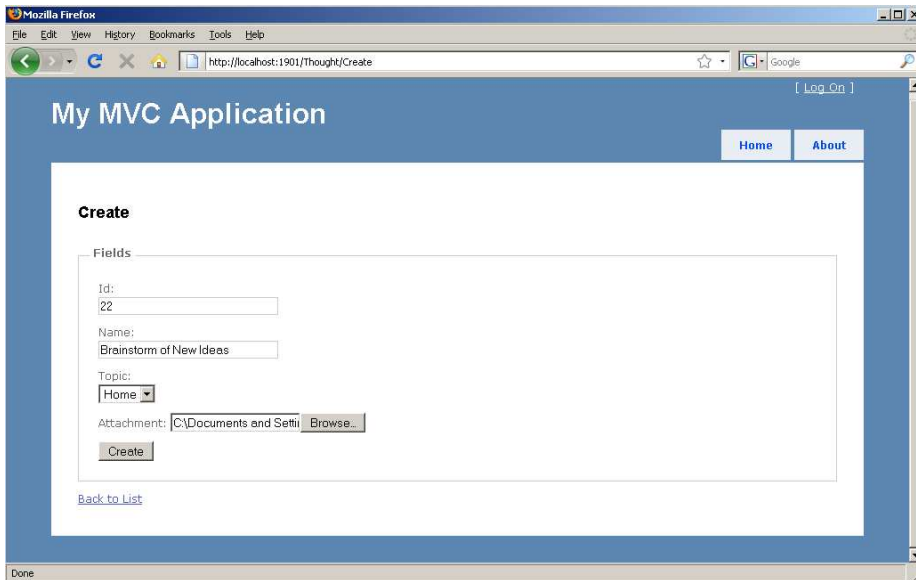 Mozilla Firefox
File Edit View History Bookmarks Tools Help
http://localhost:1901/Thought/Create
G Google
[ Log On ]
My MVC Application
Home About
Create
Fields
Id:
22
Name:
Brainstorm of New Ideas
Topic:
Home
Attachment: C:\Documents and Settin Browse...
Create
Back to List
Done